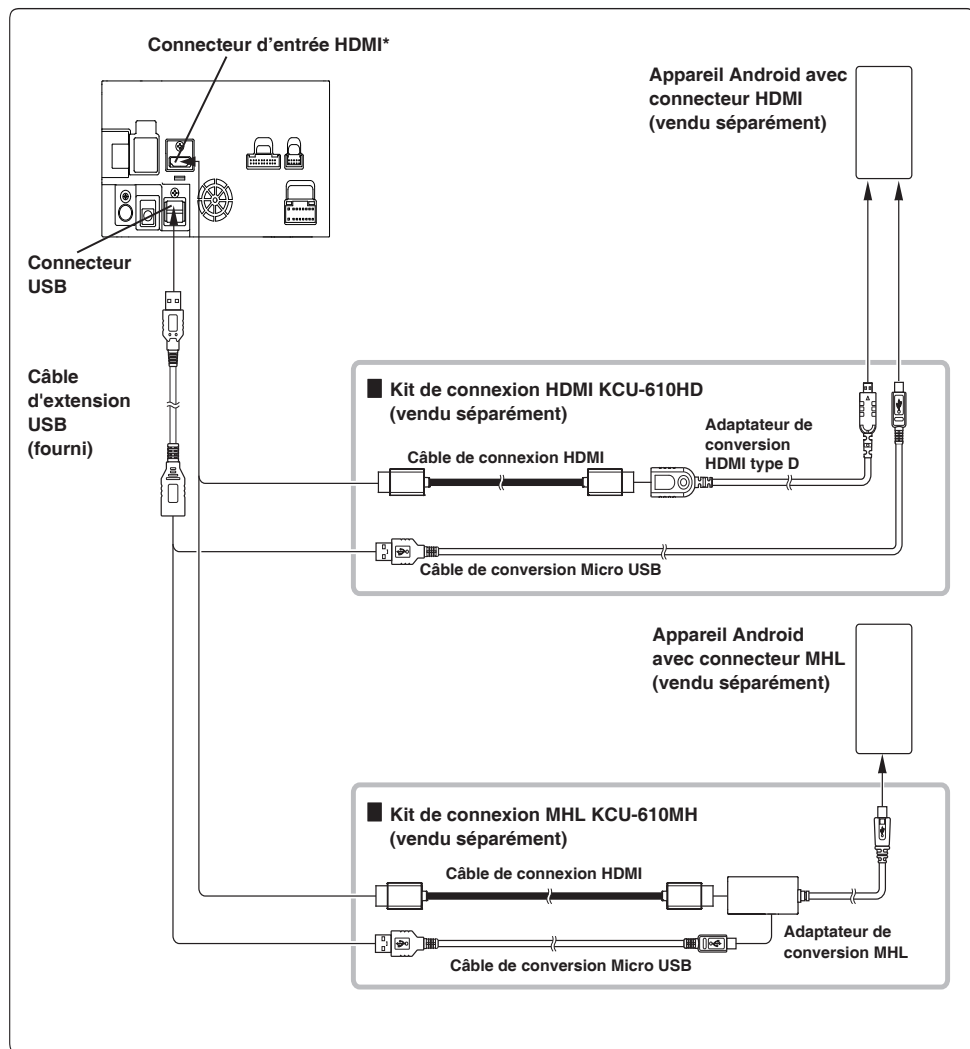 Connecteur d’entrée HDMI*
Appareil Android avec
connecteur HDMI
(vendu séparément)
Connecteur
USB
Câble
d'extension
USB
(fourni)
Kit de connexion HDMI KCU-610HD
(vendu séparément)
Adaptateur de
conversion
HDMI type D
Câble de connexion HDMI
Câble de conversion Micro USB
Appareil Android
avec connecteur MHL
(vendu séparément)
Kit de connexion MHL KCU-610MH
(vendu séparément)
Câble de connexion HDMI
Adaptateur de
conversion MHL
Câble de conversion Micro USB